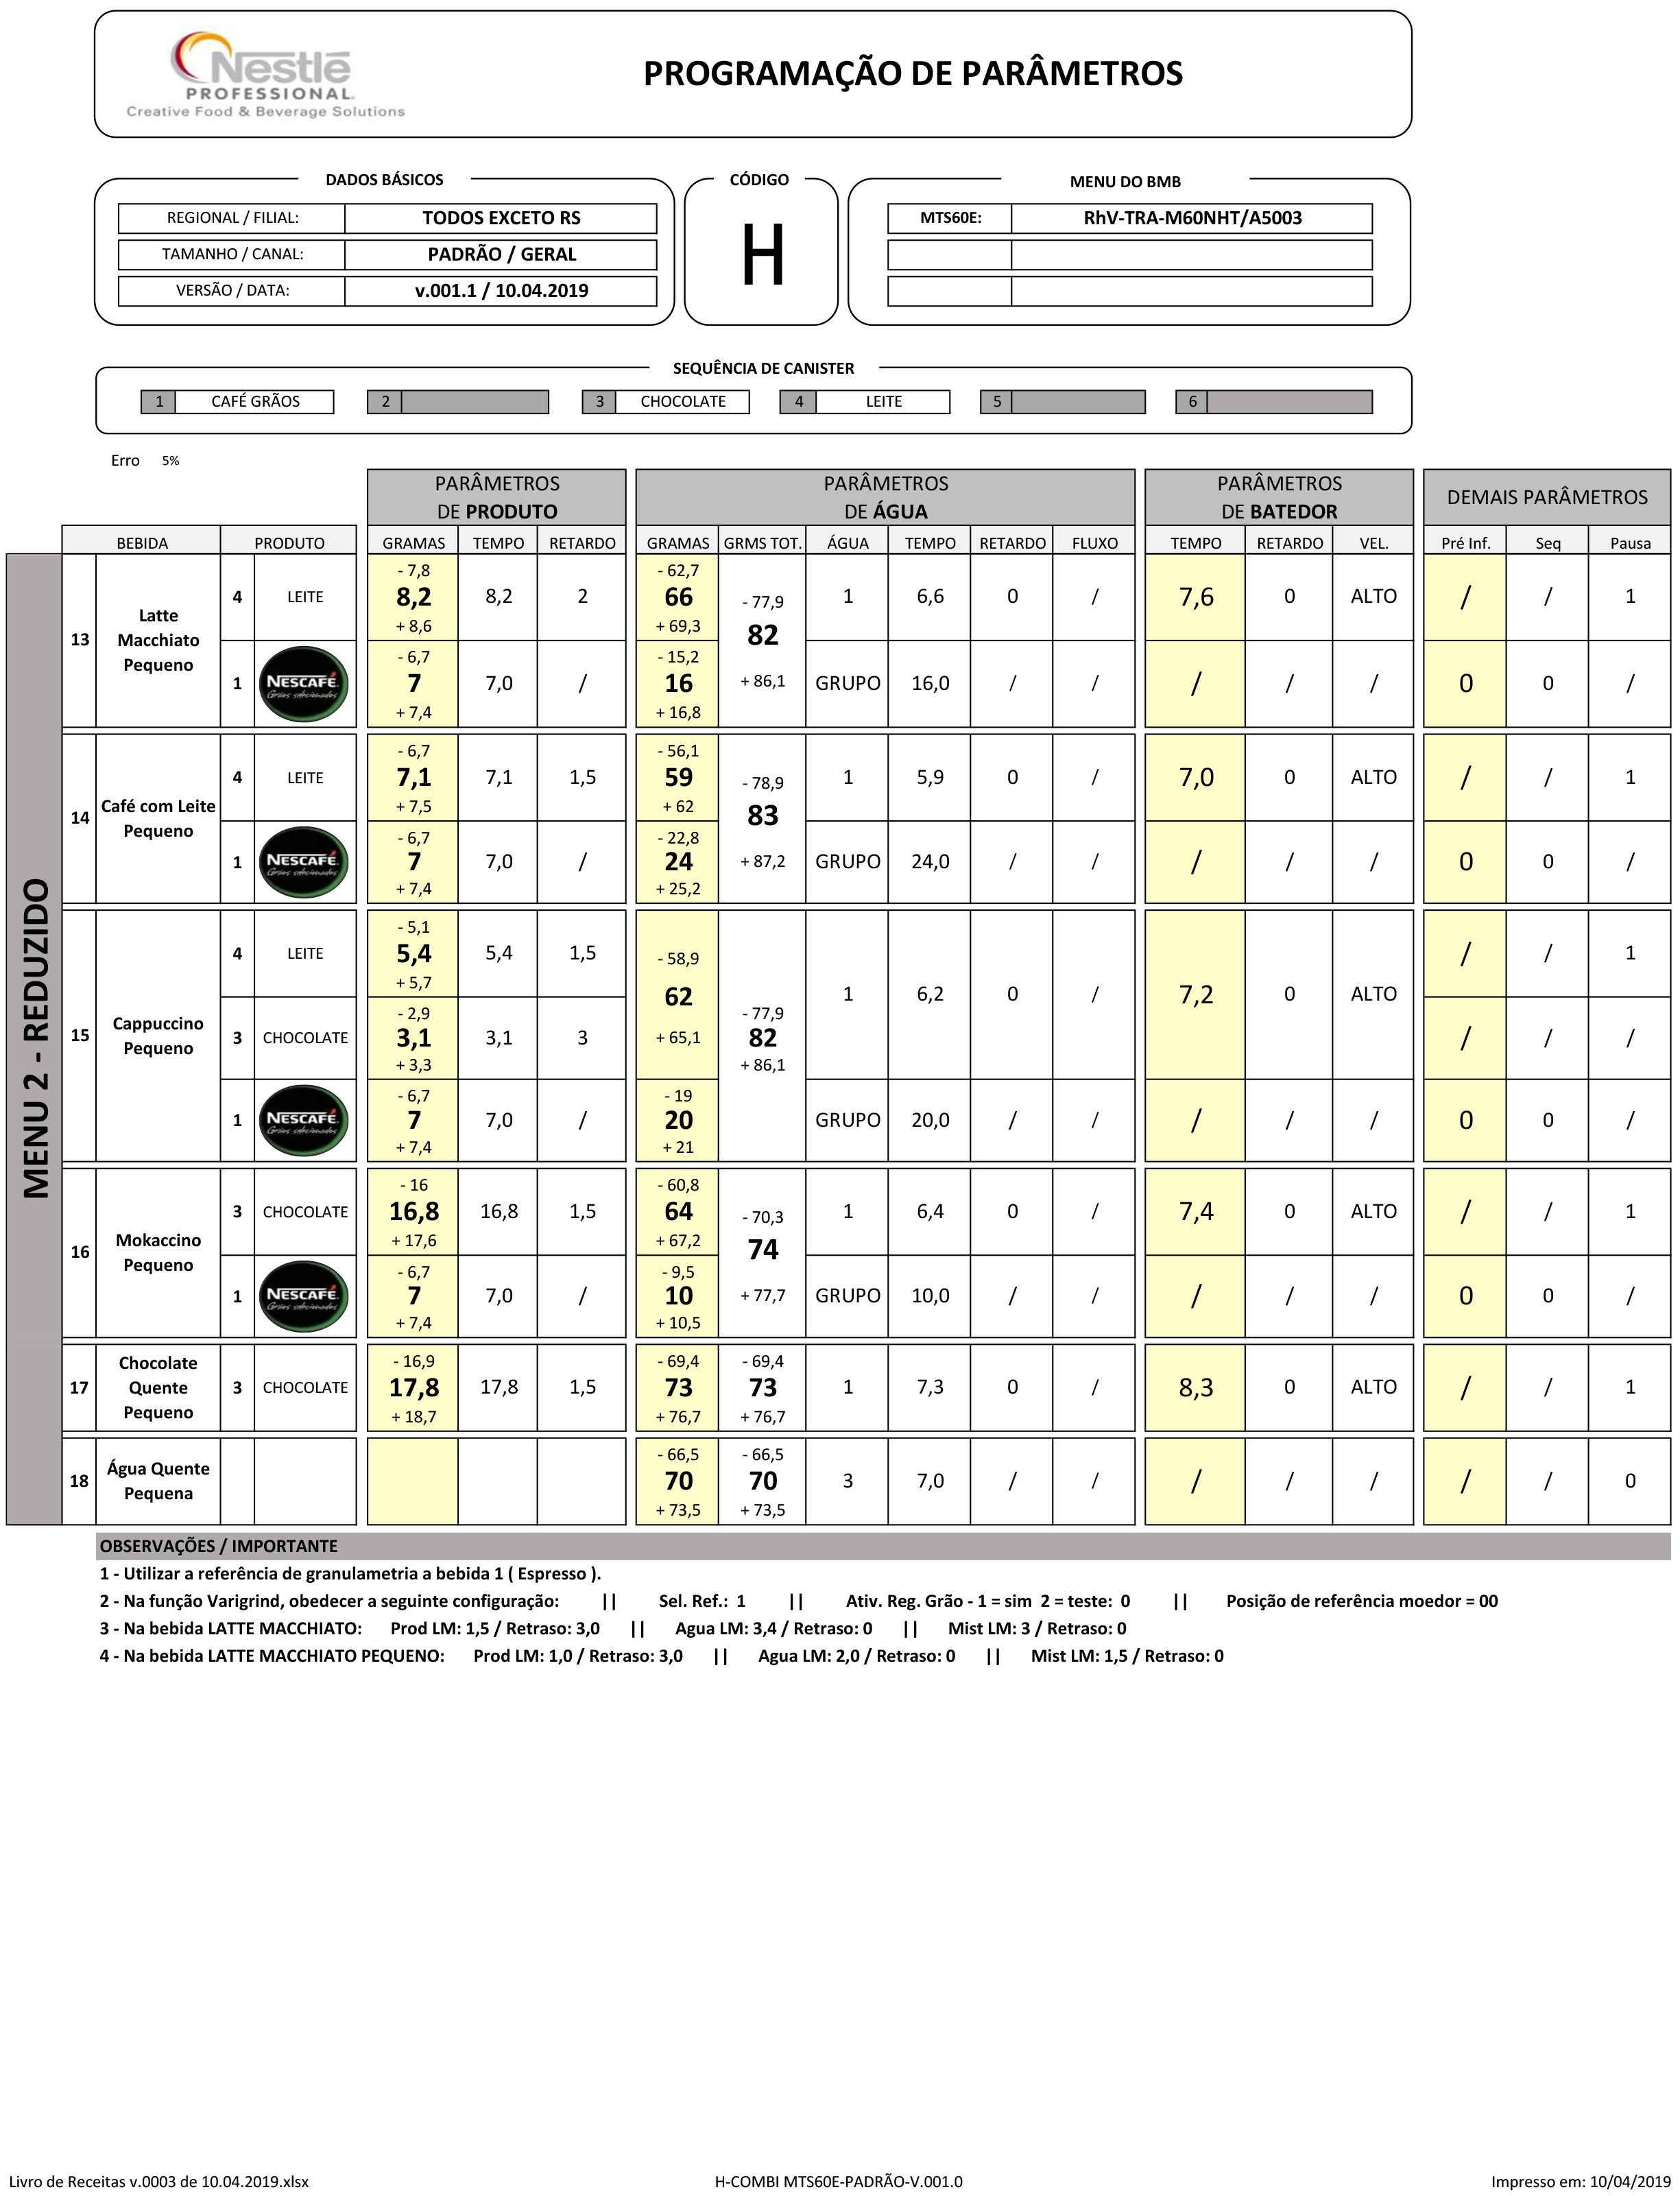 Nestlé
PROFESSIONAL.
Creative Food & Beverage Solutions
PROGRAMAÇÃO DE PARÂMETROS
DADOS BÁSICOS
REGIONAL / FILIAL: TODOS EXCETO RS
TAMANHO / CANAL: PADRÃO / GERAL
VERSÃO / DATA: v.001.1 / 10.04.2019
CÓDIGO
H
MENU DO BMB
MTS60E: RhV-TRA-M60NHT/A5003
SEQUÊNCIA DE CANISTER
1 CAFÉ GRÃOS 2 3 CHOCOLATE 4 LEITE 5 6
Erro 5%
PARÂMETROS DE PRODUTO
PARÂMETROS DE ÁGUA
PARÂMETROS DE BATEDOR
DEMAIS PARÂMETROS
BEBIDA PRODUTO GRAMAS TEMPO RETARDO GRAMAS GRMS TOT. ÁGUA TEMPO RETARDO FLUXO TEMPO RETARDO VEL. Pré Inf. Seq Pausa
MENU 2 - REDUZIDO
13
Latte
Macchiato
Pequeno
- 7,8 - 62,7
4 LEITE 8,2 8,2 2 66 1 6,6 0 / 7,6 0 ALTO / / 1
+ 8,6 + 69,3
- 77,9
82
+ 86,1
- 6,7 - 15,2
1 NESCAFÉ 7 7,0 / 16 GRUPO 16,0 / / / / / 0 0 /
Grãos selecionados
+ 7,4 + 16,8
14
Café com Leite
Pequeno
- 6,7 - 56,1
4 LEITE 7,1 7,1 1,5 59 1 5,9 0 / 7,0 0 ALTO / / 1
+ 7,5 + 62
- 78,9
83
+ 87,2
- 6,7 - 22,8
1 NESCAFÉ 7 7,0 / 24 GRUPO 24,0 / / / / / 0 0 /
Grãos selecionados
+ 7,4 + 25,2
15
Cappuccino
Pequeno
- 5,1
4 LEITE 5,4 5,4 1,5 / / 1
+ 5,7
- 58,9
62 1 6,2 0 / 7,2 0 ALTO
+ 65,1
- 2,9
3 CHOCOLATE 3,1 3,1 3 / / /
+ 3,3
- 77,9
82
+ 86,1
- 6,7 - 19
1 NESCAFÉ 7 7,0 / 20 GRUPO 20,0 / / / / / 0 0 /
Grãos selecionados
+ 7,4 + 21
16
Mokaccino
Pequeno
- 16 - 60,8
3 CHOCOLATE 16,8 16,8 1,5 64 1 6,4 0 / 7,4 0 ALTO / / 1
+ 17,6 + 67,2
- 70,3
74
+ 77,7
- 6,7 - 9,5
1 NESCAFÉ 7 7,0 / 10 GRUPO 10,0 / / / / / 0 0 /
Grãos selecionados
+ 7,4 + 10,5
17
Chocolate
Quente
Pequeno
- 16,9 - 69,4 - 69,4
3 CHOCOLATE 17,8 17,8 1,5 73 73 1 7,3 0 / 8,3 0 ALTO / / 1
+ 18,7 + 76,7 + 76,7
18
Água Quente
Pequena
- 66,5 - 66,5
70 70 3 7,0 / / / / / / / 0
+ 73,5 + 73,5
OBSERVAÇÕES / IMPORTANTE
1 - Utilizar a referência de granulametria a bebida 1 ( Espresso ).
2 - Na função Varigrind, obedecer a seguinte configuração: || Sel. Ref.: 1 || Ativ. Reg. Grão - 1 = sim 2 = teste: 0 || Posição de referência moedor = 00
3 - Na bebida LATTE MACCHIATO: Prod LM: 1,5 / Retraso: 3,0 || Agua LM: 3,4 / Retraso: 0 || Mist LM: 3 / Retraso: 0
4 - Na bebida LATTE MACCHIATO PEQUENO: Prod LM: 1,0 / Retraso: 3,0 || Agua LM: 2,0 / Retraso: 0 || Mist LM: 1,5 / Retraso: 0
Livro de Receitas v.0003 de 10.04.2019.xlsx H-COMBI MTS60E-PADRÃO-V.001.0 Impresso em: 10/04/2019